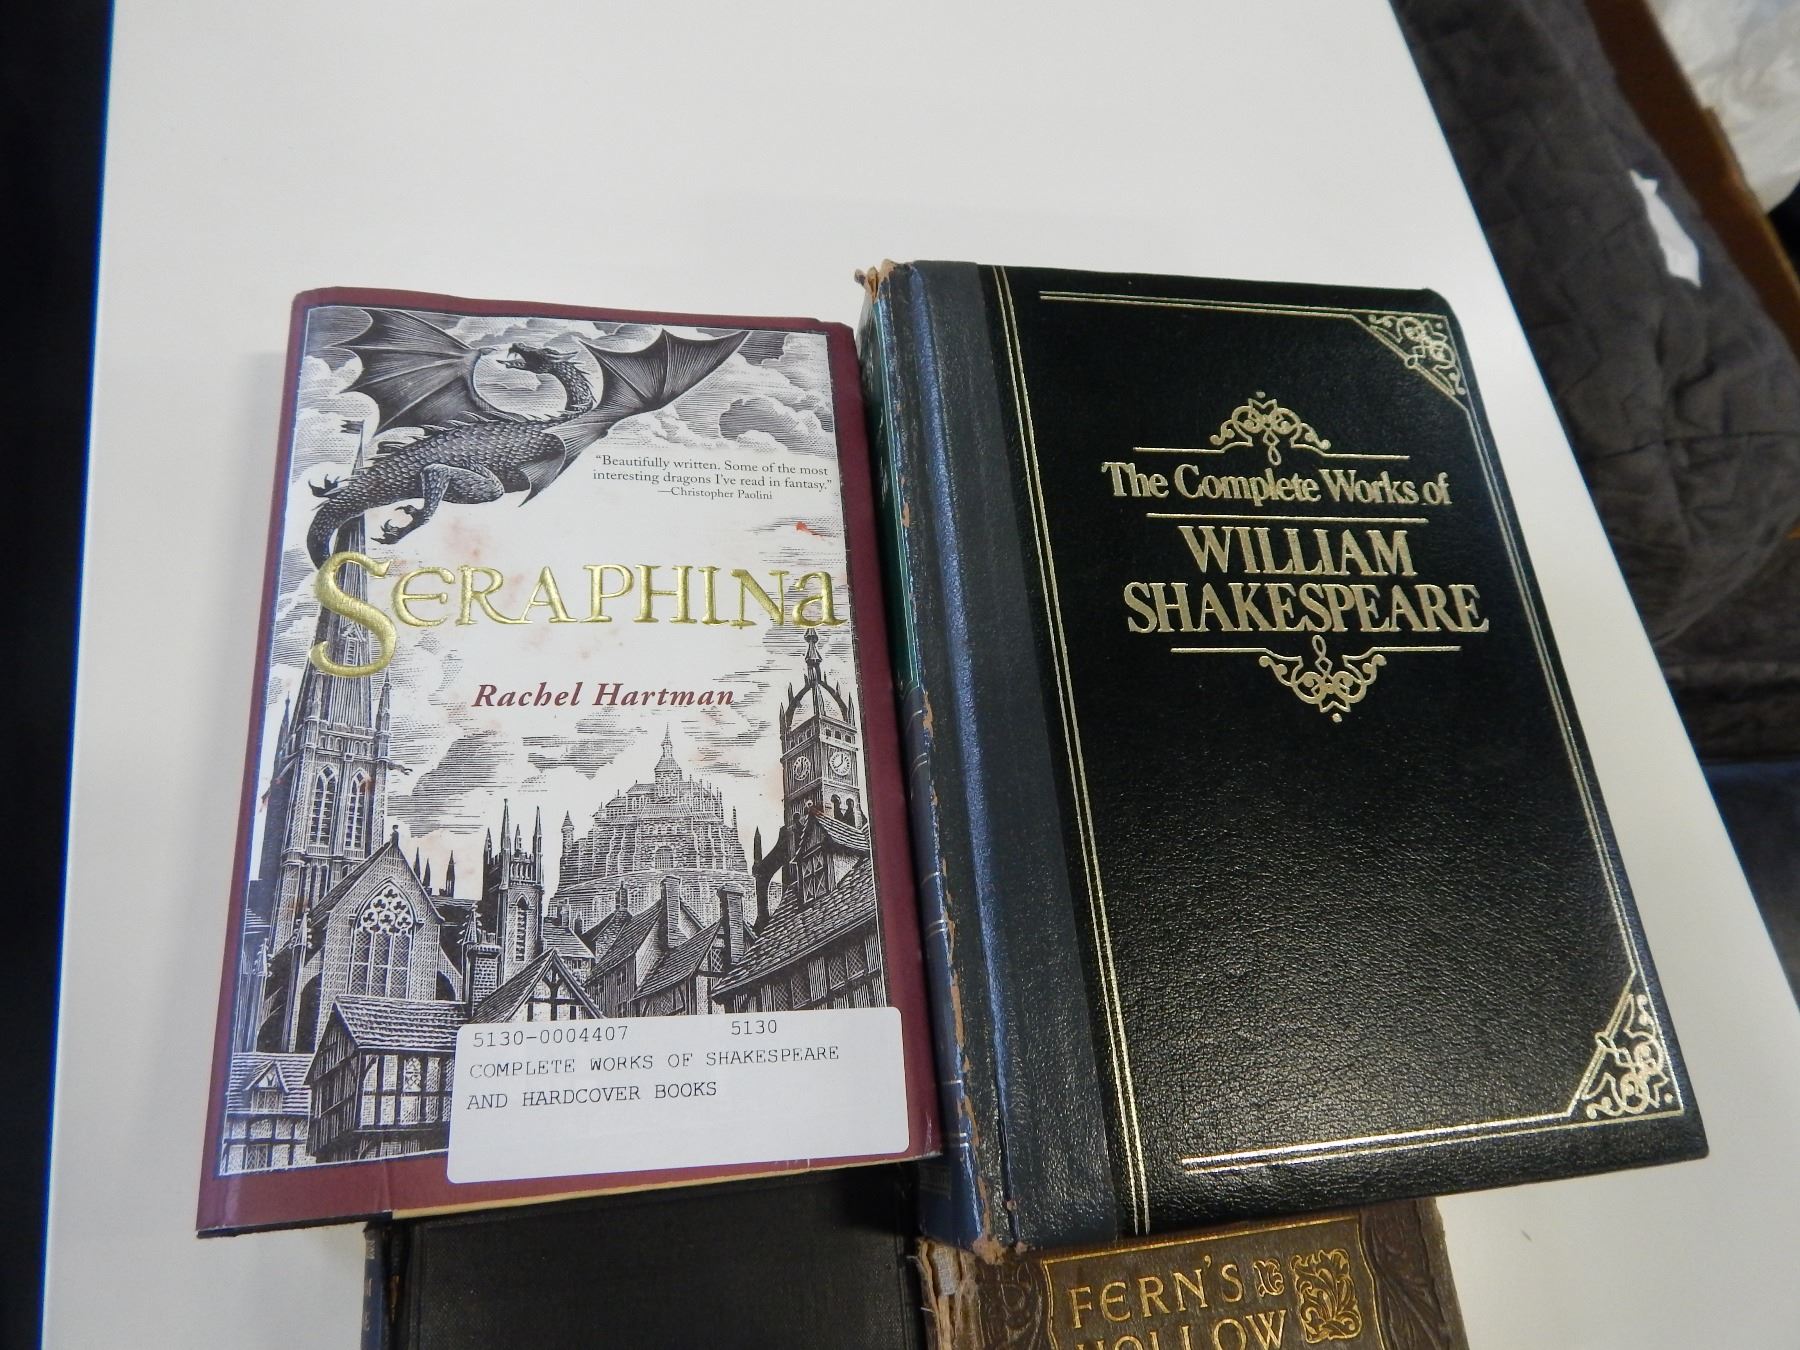 “Beautifully written. Some of the most
interesting dragons I’ve read in fantasy.”
—Christopher Paolini
SERAPHINA
Rachel Hartman
5130-0004407 5130
COMPLETE WORKS OF SHAKESPEARE
AND HARDCOVER BOOKS
The Complete Works of
WILLIAM
SHAKESPEARE
FERN'S
HOLLOW